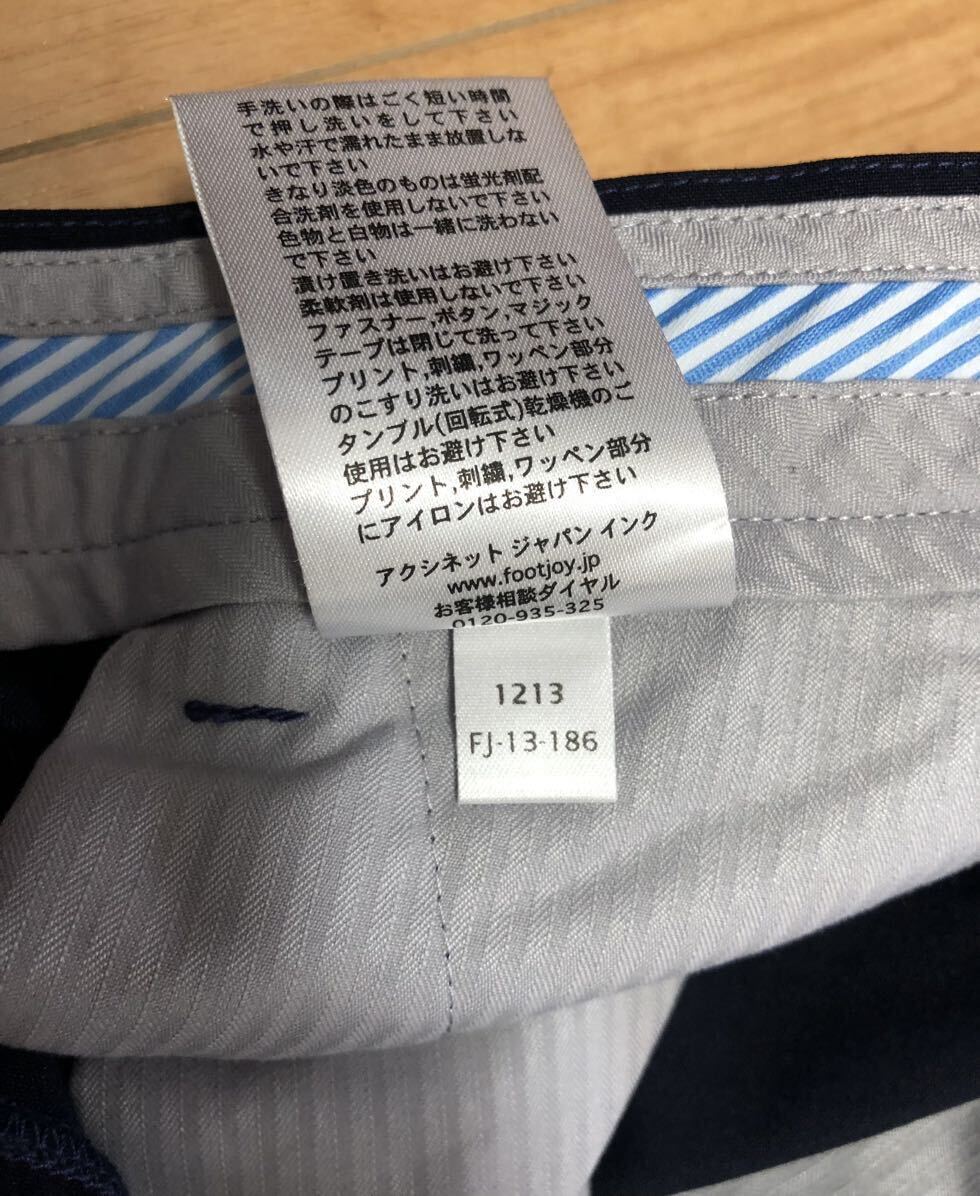 手洗いの際はごく短い時間
で押し洗いをして下さい
水や汗で濡れたまま放置しな
いで下さい
きなり淡色のものは蛍光剤配
合洗剤を使用しないで下さい
色物と白物は一緒に洗わない
で下さい
漬け置き洗いはお避け下さい
柔軟剤は使用しないで下さい
ファスナー,ボタン,マジック
テープは閉じて洗って下さい
プリント,刺繍,ワッペン部分
のこすり洗いはお避け下さい
タンブル(回転式)乾燥機のご
使用はお避け下さい
プリント,刺繍,ワッペン部分
にアイロンはお避け下さい
アクシネット ジャパン インク
www.footjoy.jp
お客様相談ダイヤル
0120-935-325
1213
FJ-13-186